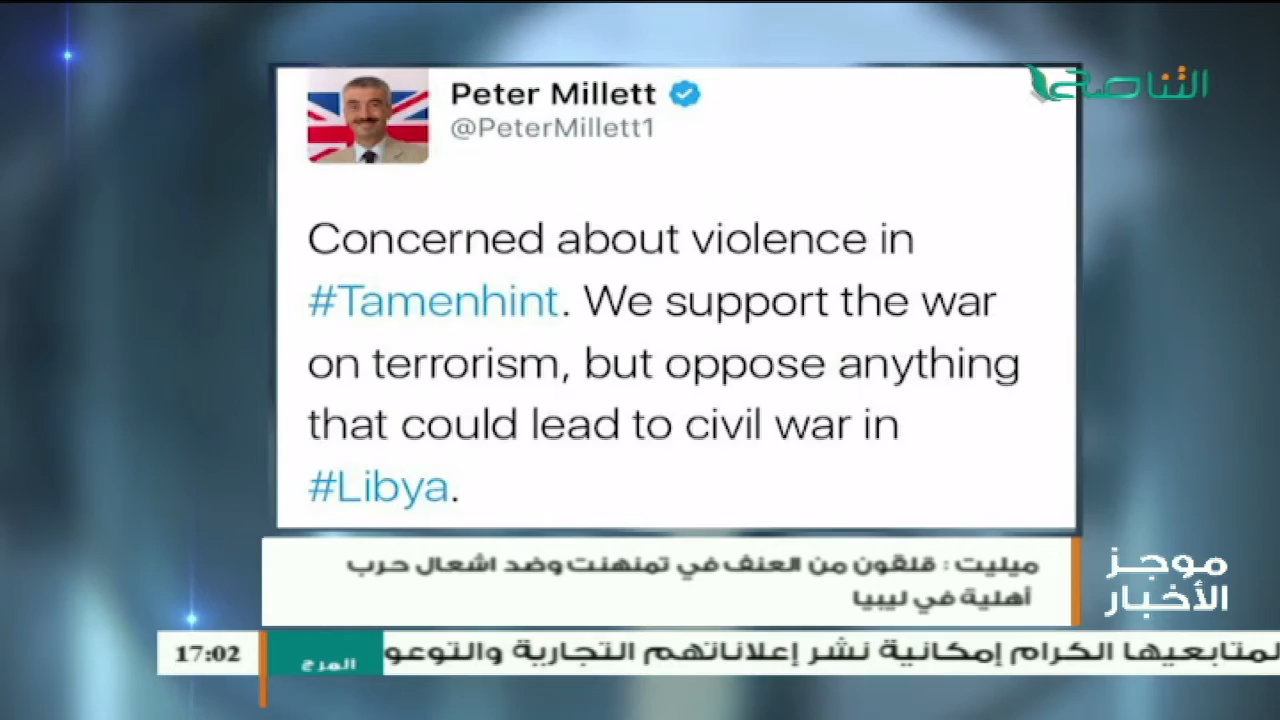 Peter Millett
@PeterMillett1
التناصح
Concerned about violence in
#Tamenhint. We support the war
on terrorism, but oppose anything
that could lead to civil war in
#Libya.
ميليت : قلقون من العنف في تمنهنت وضد اشعال حرب
أهلية في ليبيا
موجز
الأخبار
لمتابعيها الكرام إمكانية نشر إعلاناتهم التجارية والتوعو
المرج
17:02